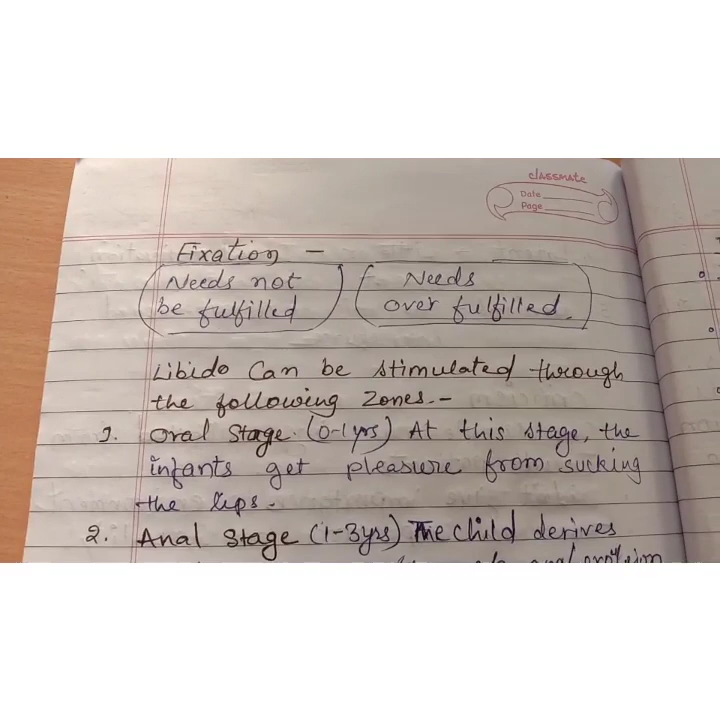 classmate
Date
Page
Fixation -
Needs not
be fulfilled
Needs
over fulfilled.
Libido Can be stimulated through
the following Zones.-
1. Oral Stage. (0-1 yrs) At this stage, the
infants get pleasure from sucking
the lips.
2. Anal Stage (1-3yrs) The Child derives